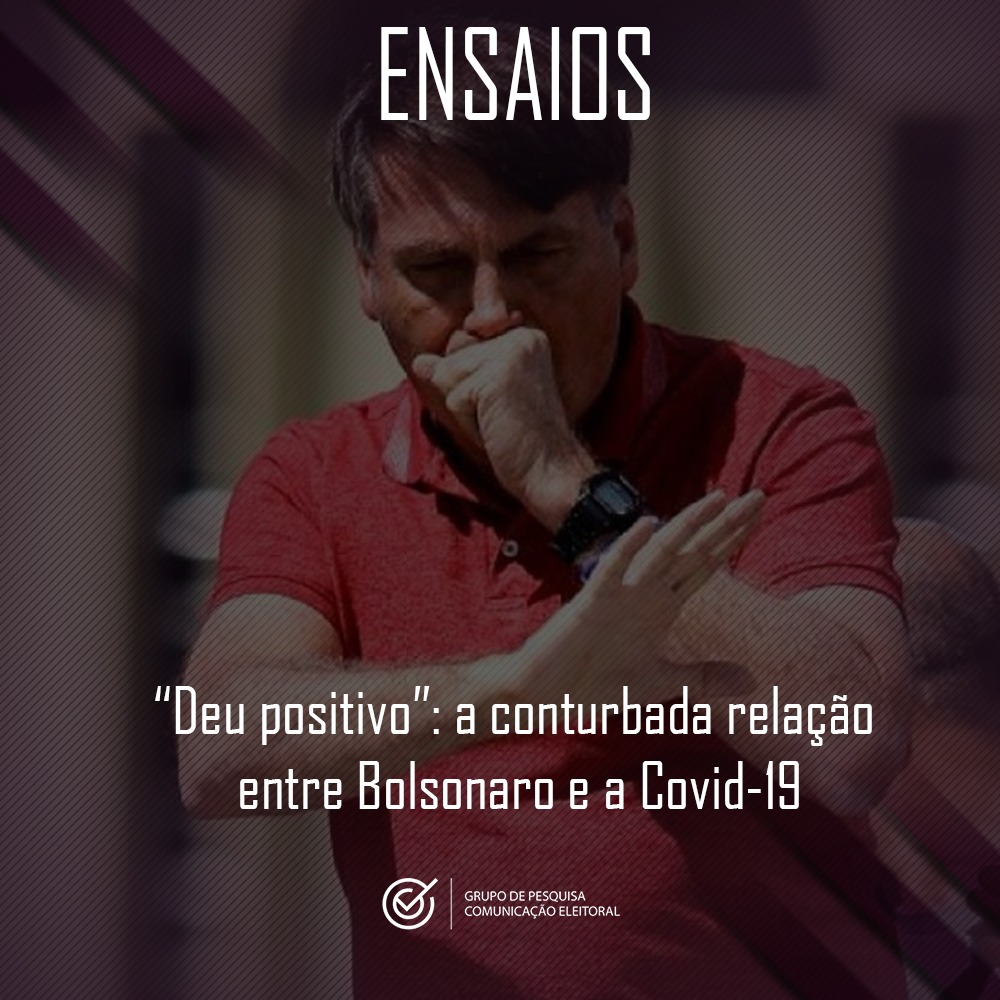 ENSAIOS
“Deu positivo”: a conturbada relação
entre Bolsonaro e a Covid-19
GRUPO DE PESQUISA
COMUNICAÇÃO ELEITORAL